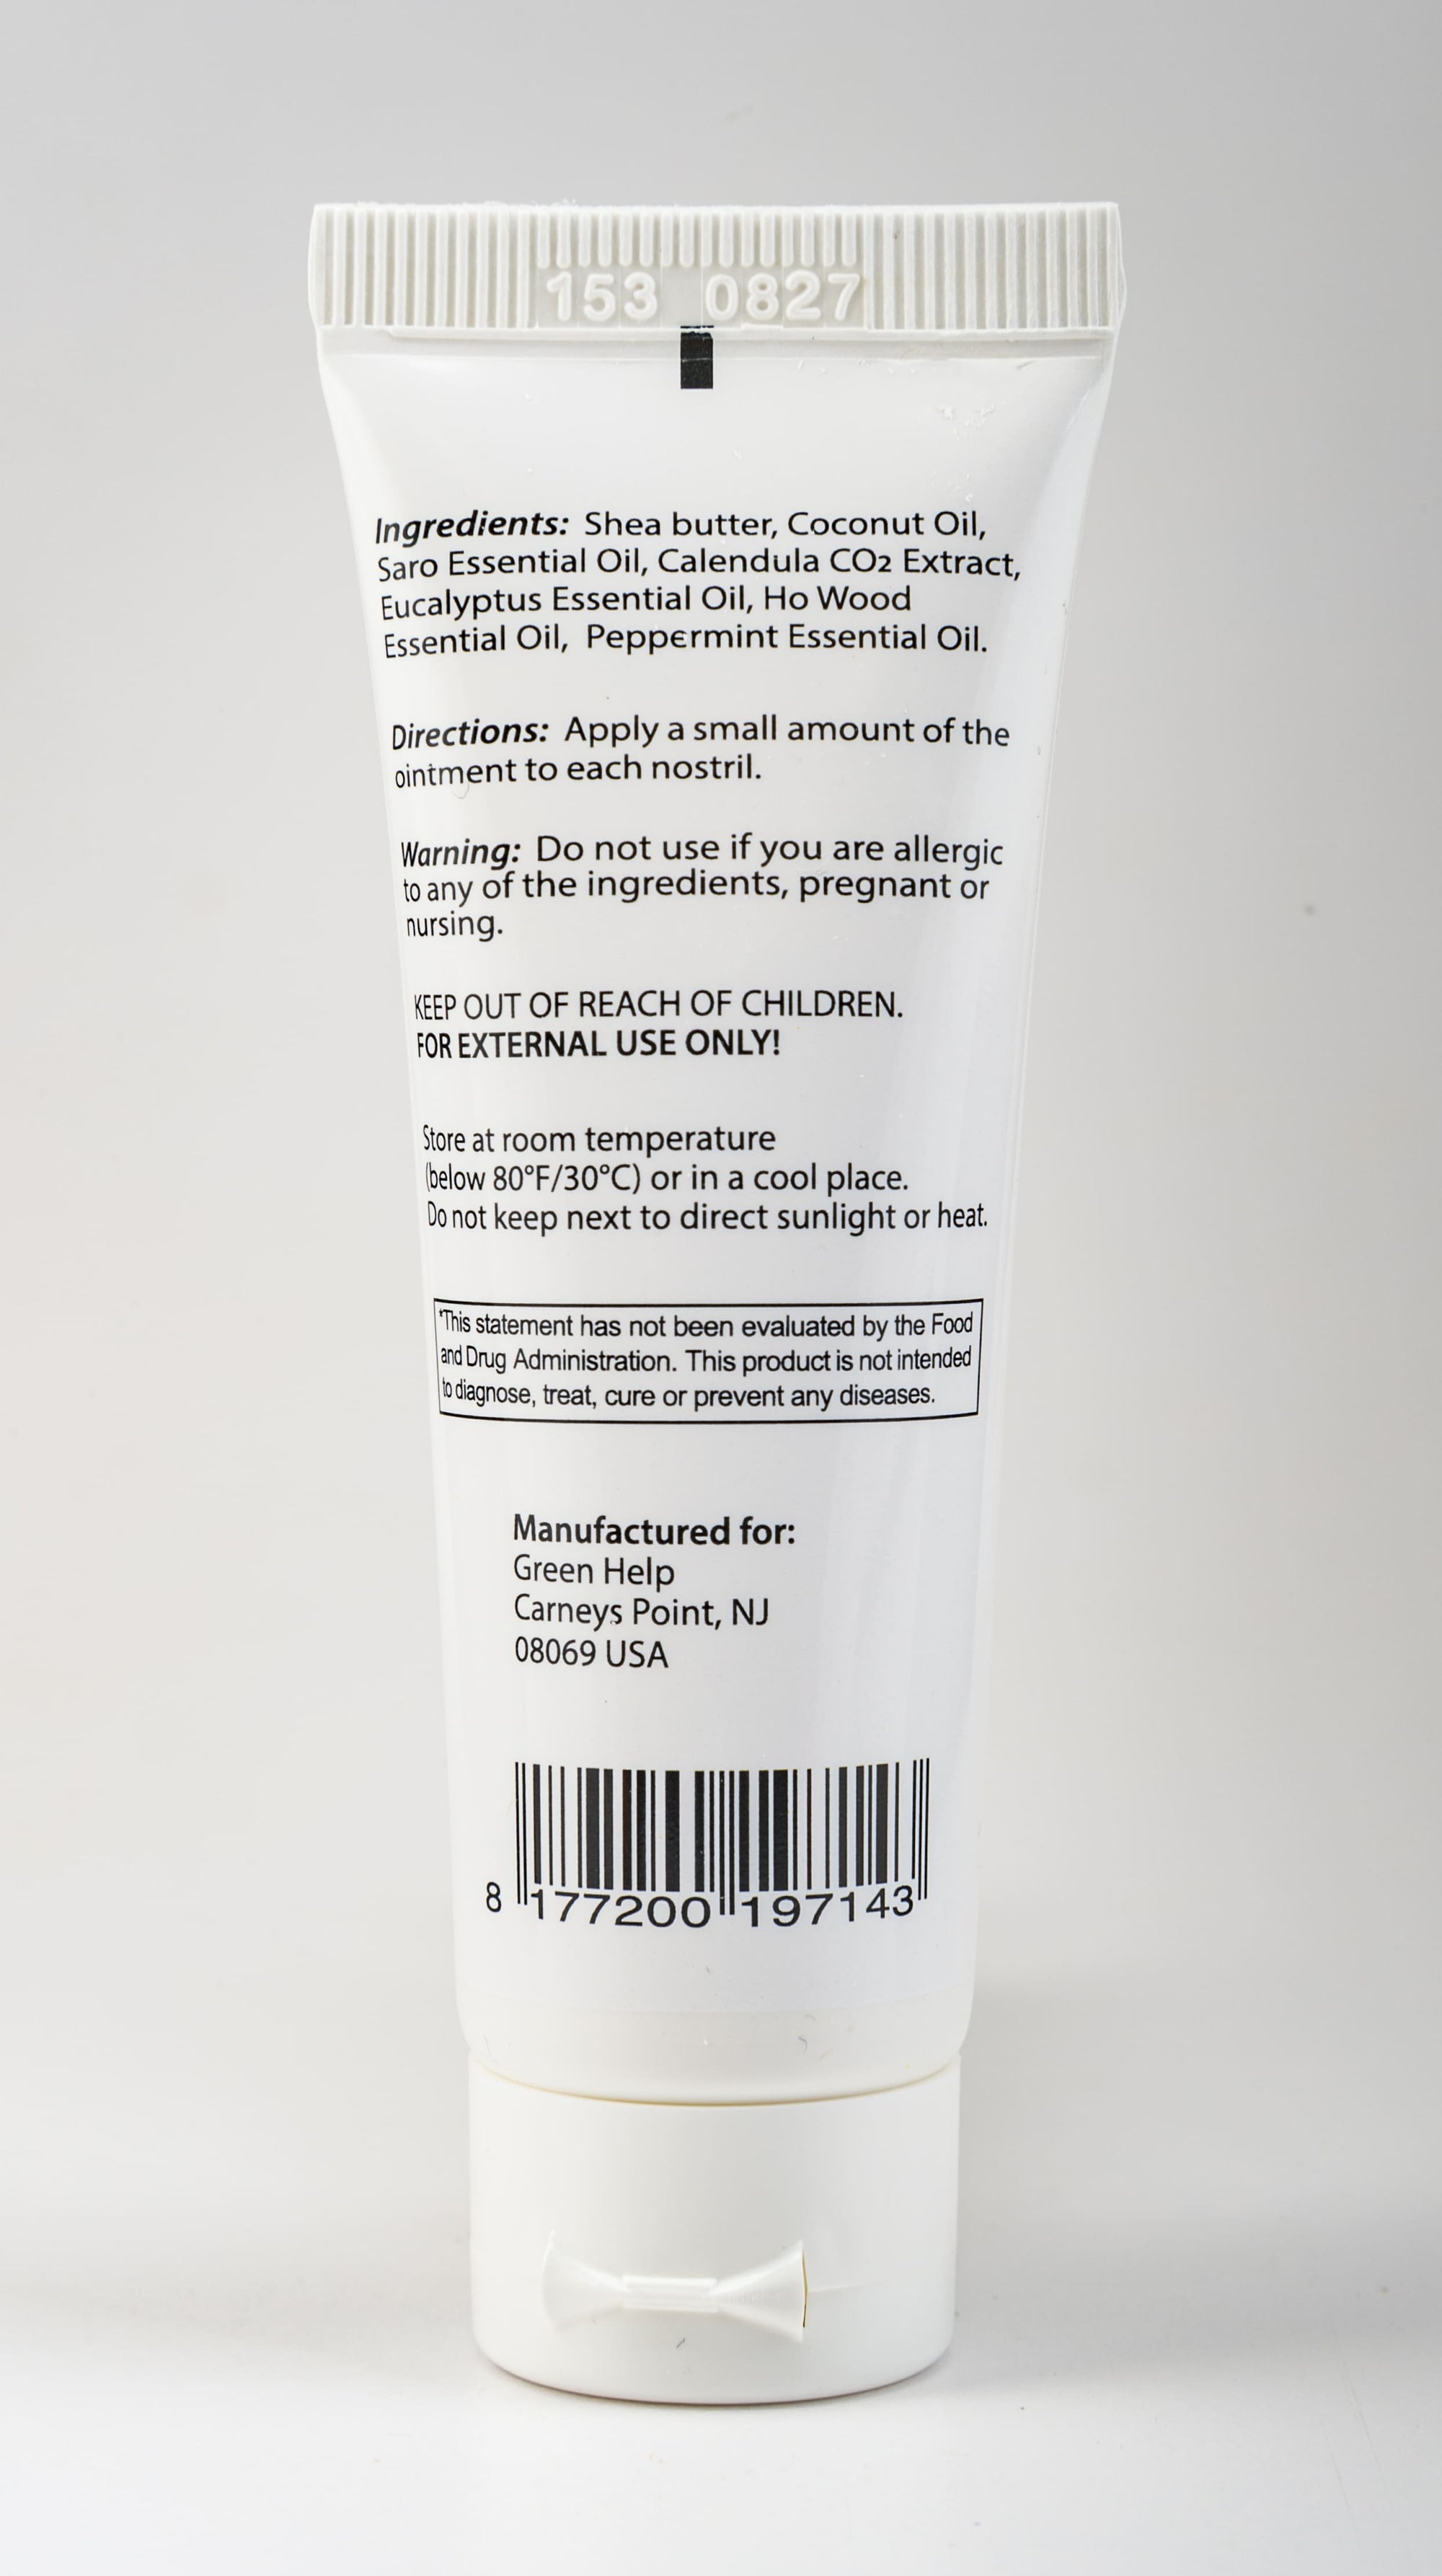 153 0827
Ingredients: Shea butter, Coconut Oil,
Saro Essential Oil, Calendula CO2 Extract,
Eucalyptus Essential Oil, Ho Wood
Essential Oil, Peppermint Essential Oil.
Directions: Apply a small amount of the
ointment to each nostril.
Warning: Do not use if you are allergic
to any of the ingredients, pregnant or
nursing.
KEEP OUT OF REACH OF CHILDREN.
FOR EXTERNAL USE ONLY!
Store at room temperature
(below 80°F/30°C) or in a cool place.
Do not keep next to direct sunlight or heat.
*This statement has not been evaluated by the Food
and Drug Administration. This product is not intended
to diagnose, treat, cure or prevent any diseases.
Manufactured for:
Green Help
Carneys Point, NJ
08069 USA
8 177200 197143